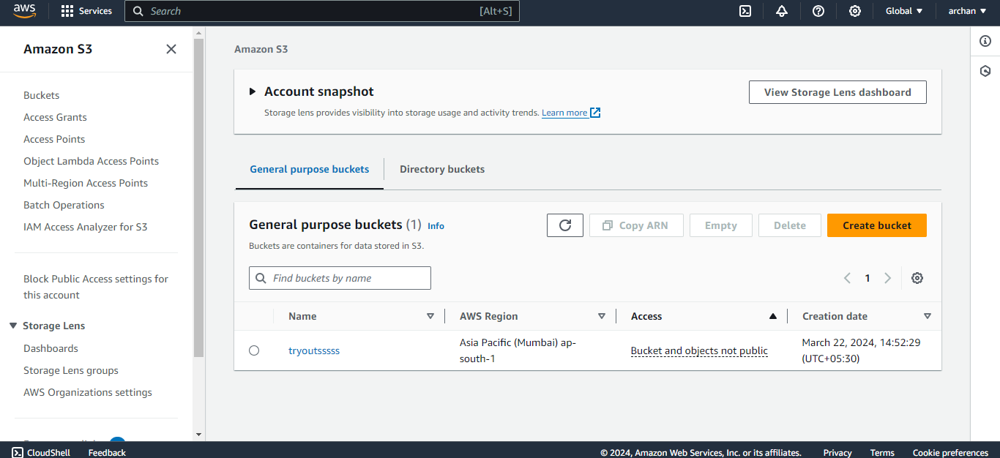 aws
Services
Search
[Alt+S]
Global
archan
Amazon S3
Buckets
Access Grants
Access Points
Object Lambda Access Points
Multi-Region Access Points
Batch Operations
IAM Access Analyzer for S3
Block Public Access settings for
this account
Storage Lens
Dashboards
Storage Lens groups
AWS Organizations settings
Amazon S3
Account snapshot
View Storage Lens dashboard
Storage lens provides visibility into storage usage and activity trends. Learn more
General purpose buckets
Directory buckets
General purpose buckets (1) Info
Copy ARN
Empty
Delete
Create bucket
Buckets are containers for data stored in S3.
Find buckets by name
1
Name
AWS Region
Access
Creation date
tryoutsssss
Asia Pacific (Mumbai) ap-
south-1
Bucket and objects not public
March 22, 2024, 14:52:29
(UTC+05:30)
CloudShell
Feedback
© 2024, Amazon Web Services, Inc. or its affiliates.
Privacy
Terms
Cookie preferences